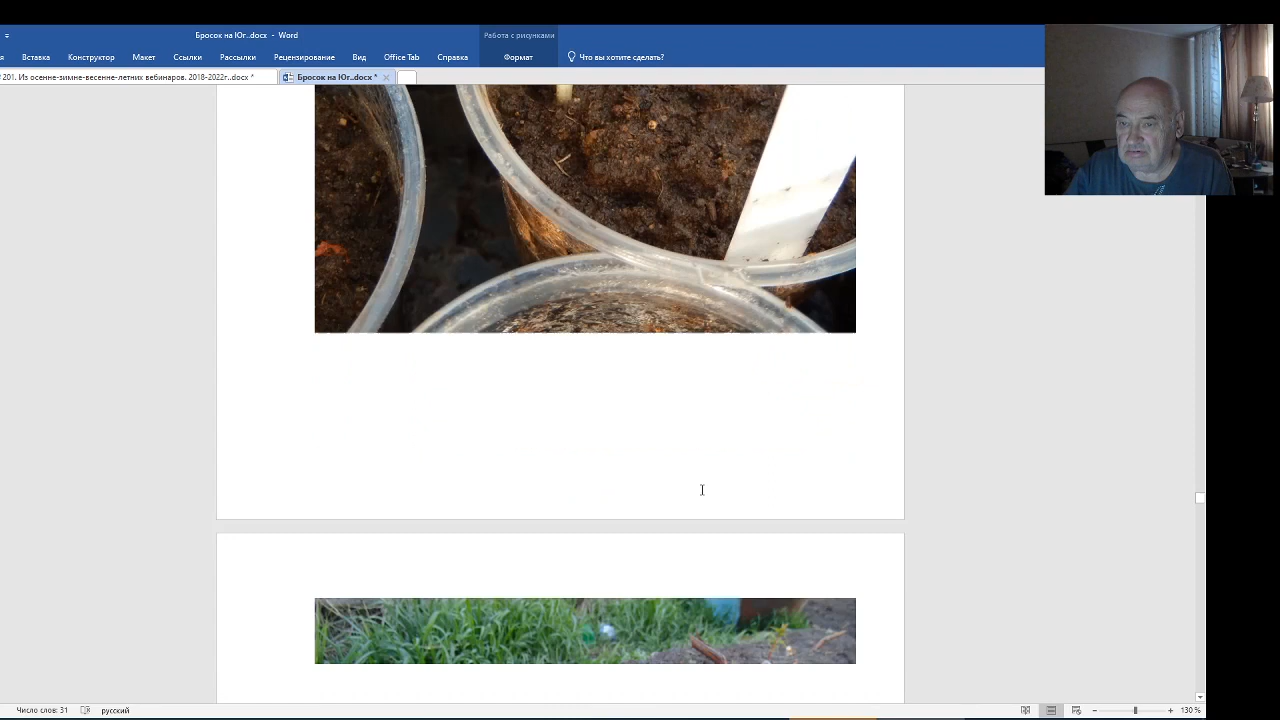 Бросок на Юг..docx - Word
Работа с рисунками
Вставка Конструктор Макет Ссылки Рассылки Рецензирование Вид Office Tab Справка Формат Что вы хотите сделать?
201. Из осенне-зимне-весенне-летних вебинаров. 2018-2022г..docx *
Бросок на Юг..docx *
Число слов: 31 русский
130 %